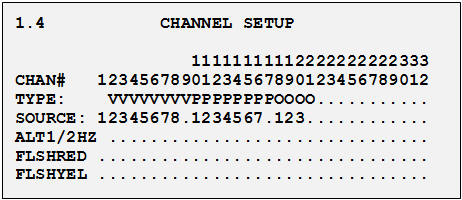 1.4           CHANNEL SETUP
                 11111111112222222222333
CHAN#   12345678901234567890123456789012
TYPE:    VVVVVVVVPPPPPPPPOOOO...........
SOURCE: 12345678.1234567.123............
ALT1/2HZ ...............................
FLSHRED ................................
FLSHYEL ................................